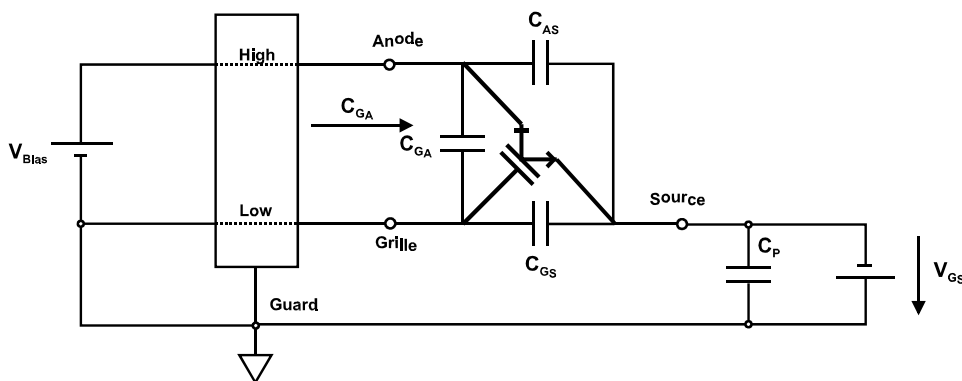 C_AS
Anode
High
C_GA
C_GA
V_Bias
Source
Low
Grille
C_GS
C_P
V_GS
Guard